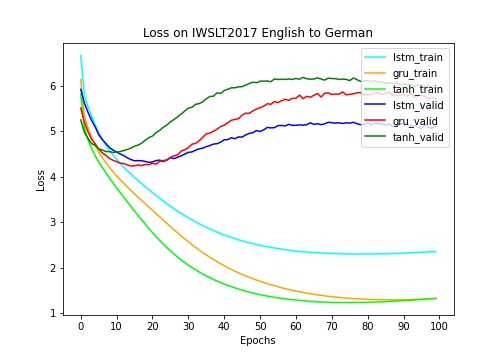 Loss on IWSLT2017 English to German
lstm_train
gru_train
tanh_train
lstm_valid
gru_valid
tanh_valid
Loss
6
5
4
3
2
1
0 10 20 30 40 50 60 70 80 90 100
Epochs